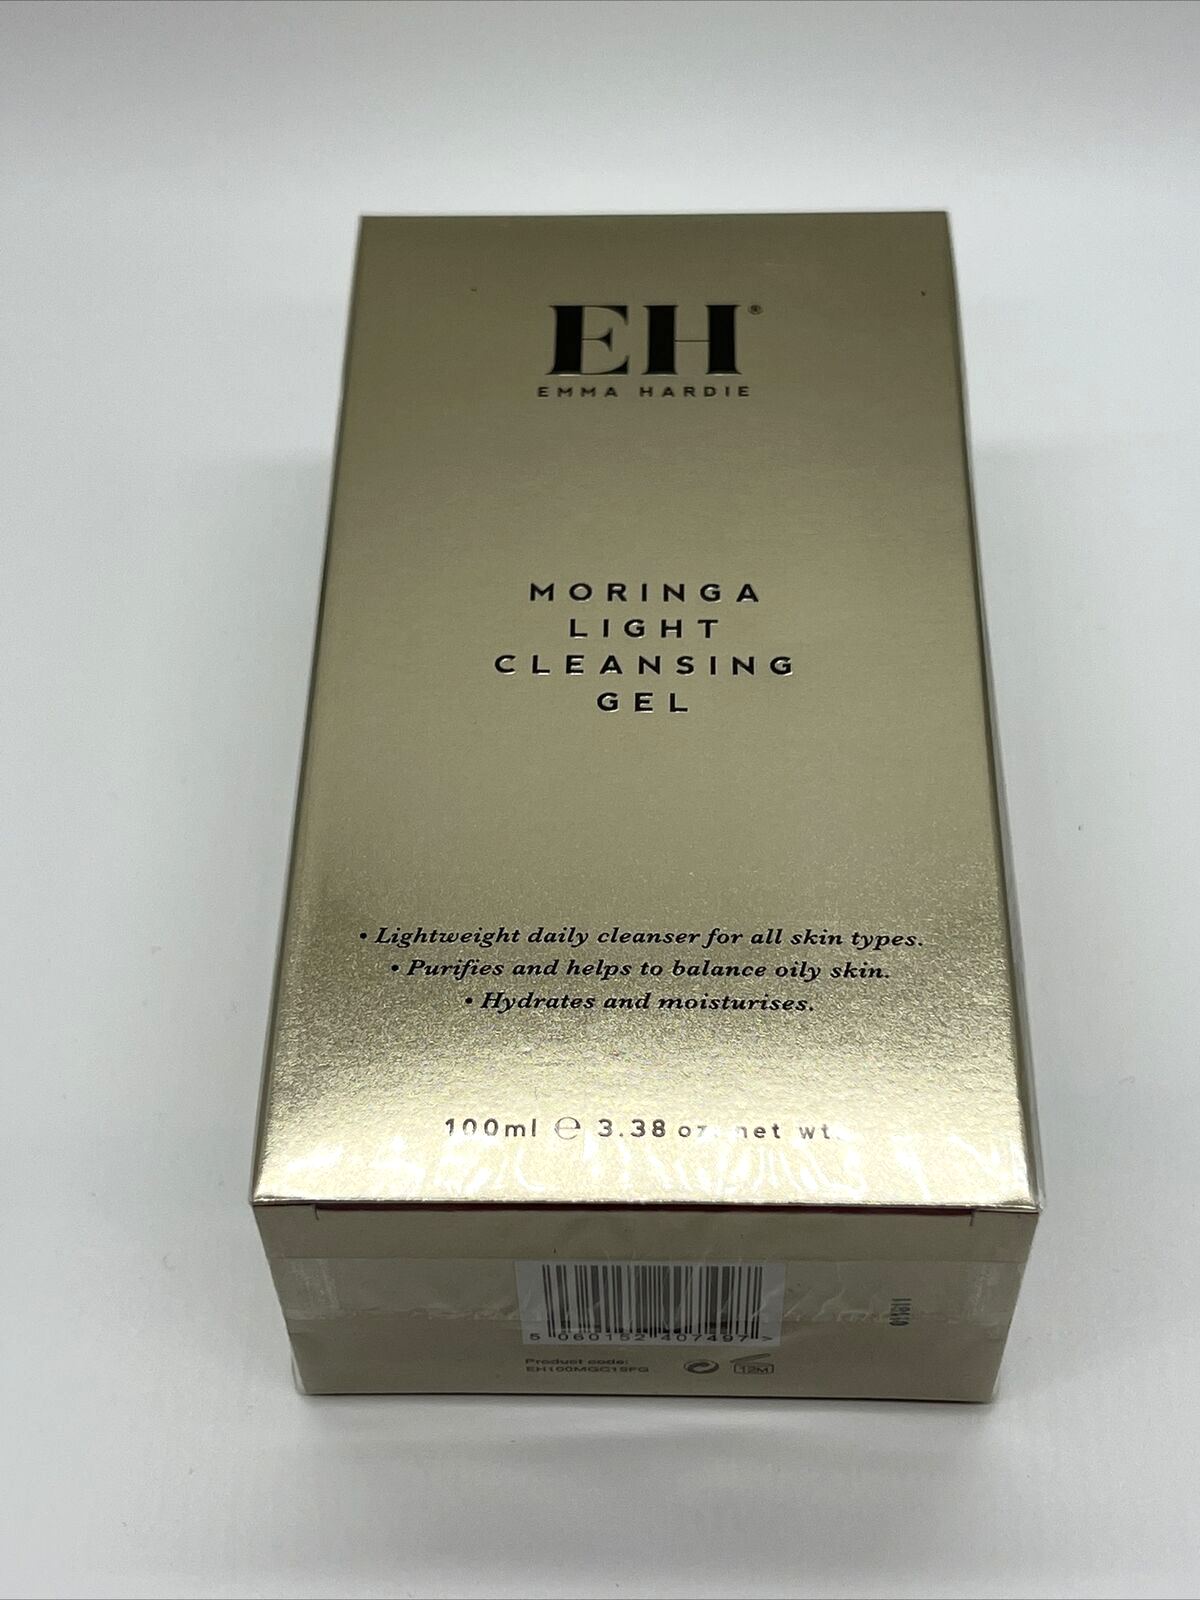 EH®
EMMA HARDIE
MORINGA
LIGHT
CLEANSING
GEL
• Lightweight daily cleanser for all skin types.
• Purifies and helps to balance oily skin.
• Hydrates and moisturises.
100ml ℮ 3.38 oz. net wt.
5 060152 407497 >
Product code:
12M